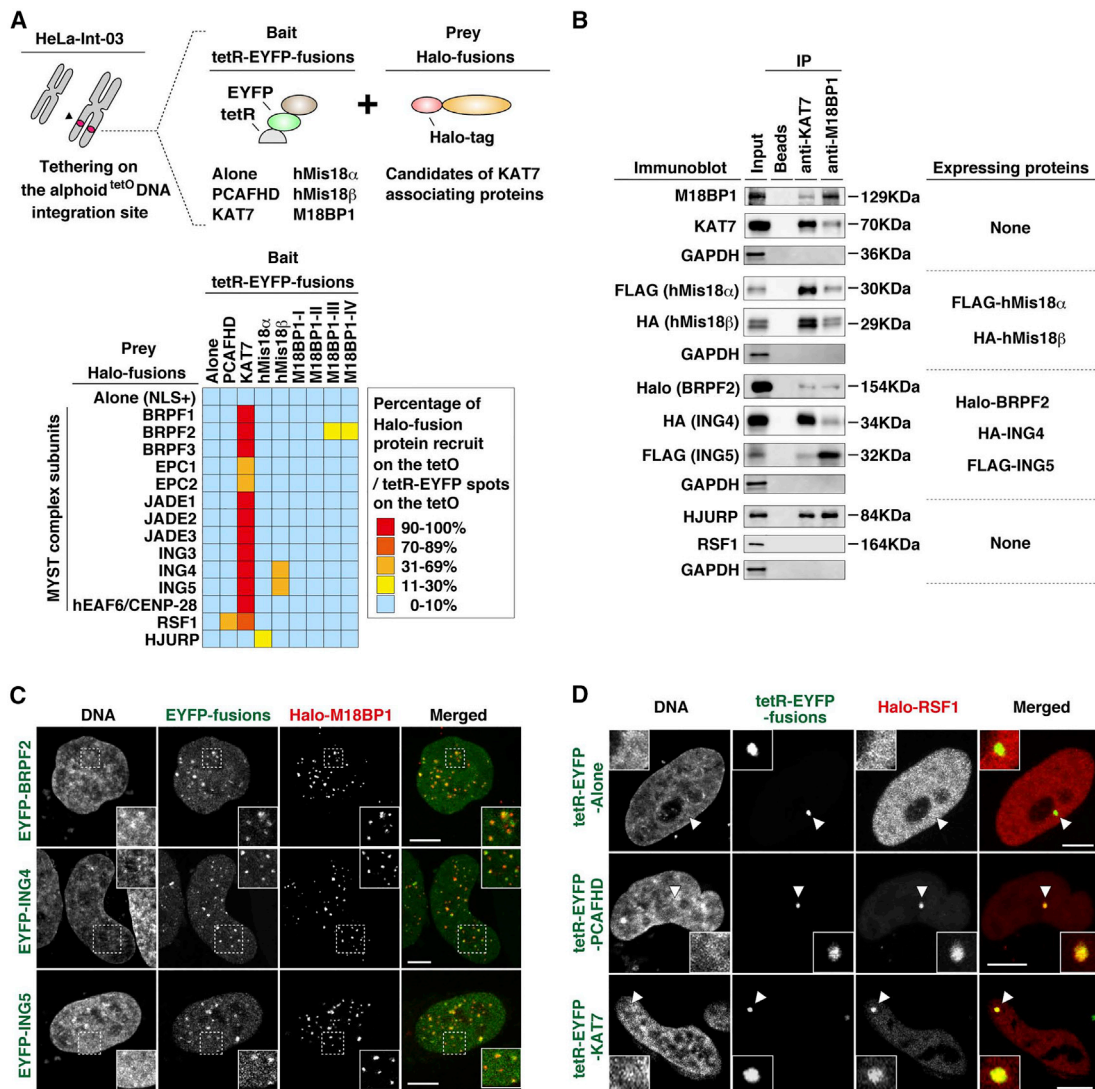 A
HeLa-Int-03
Bait
tetR-EYFP-fusions
Prey
Halo-fusions
EYFP
tetR
+
Halo-tag
Tethering on
the alphoid tetO DNA
integration site
Alone hMis18α
PCAFHD hMis18β
KAT7 M18BP1
Candidates of KAT7
associating proteins
Bait
tetR-EYFP-fusions
Prey
Halo-fusions
Alone
PCAFHD
KAT7
hMis18α
hMis18β
M18BP1-I
M18BP1-II
M18BP1-III
M18BP1-IV
Alone (NLS+)
MYST complex subunits
BRPF1
BRPF2
BRPF3
EPC1
EPC2
JADE1
JADE2
JADE3
ING3
ING4
ING5
hEAF6/CENP-28
RSF1
HJURP
Percentage of
Halo-fusion
protein recruit
on the tetO
/ tetR-EYFP spots
on the tetO
90-100%
70-89%
31-69%
11-30%
0-10%
B
IP
Immunoblot
Input
Beads
anti-KAT7
anti-M18BP1
Expressing proteins
M18BP1 −129KDa
KAT7 −70KDa
GAPDH −36KDa
None
FLAG (hMis18α) −30KDa
HA (hMis18β) −29KDa
GAPDH
FLAG-hMis18α
HA-hMis18β
Halo (BRPF2) −154KDa
HA (ING4) −34KDa
FLAG (ING5) −32KDa
GAPDH
Halo-BRPF2
HA-ING4
FLAG-ING5
HJURP −84KDa
RSF1 −164KDa
GAPDH
None
C
DNA EYFP-fusions Halo-M18BP1 Merged
EYFP-BRPF2
EYFP-ING4
EYFP-ING5
D
DNA
tetR-EYFP
-fusions
Halo-RSF1
Merged
tetR-EYFP
-Alone
tetR-EYFP
-PCAFHD
tetR-EYFP
-KAT7